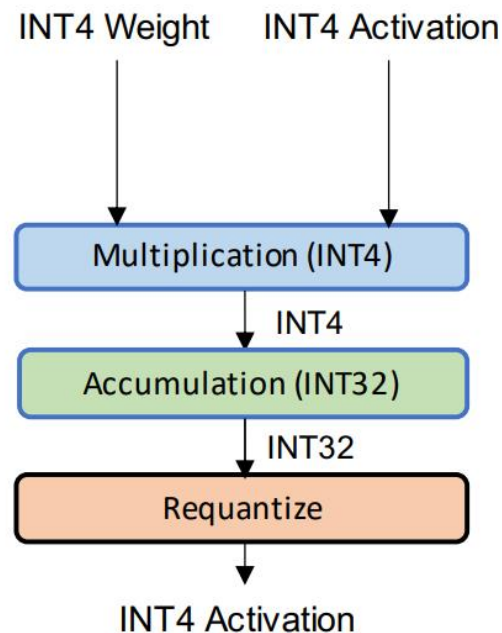 INT4 Weight
INT4 Activation
Multiplication (INT4)
INT4
Accumulation (INT32)
INT32
Requantize
INT4 Activation